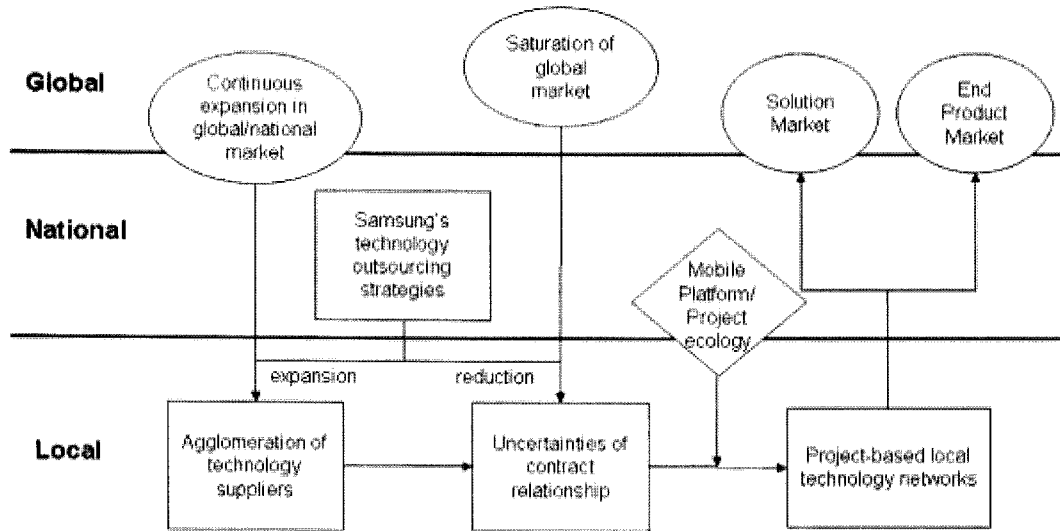 Global
Continuous
expansion in
global/national
market
Saturation of
global
market
Solution
Market
End
Product
Market
National
Samsung's
technology
outsourcing
strategies
Mobile
Platform/
Project
ecology
expansion
reduction
Local
Agglomeration of
technology
suppliers
Uncertainties of
contract
relationship
Project-based local
technology networks